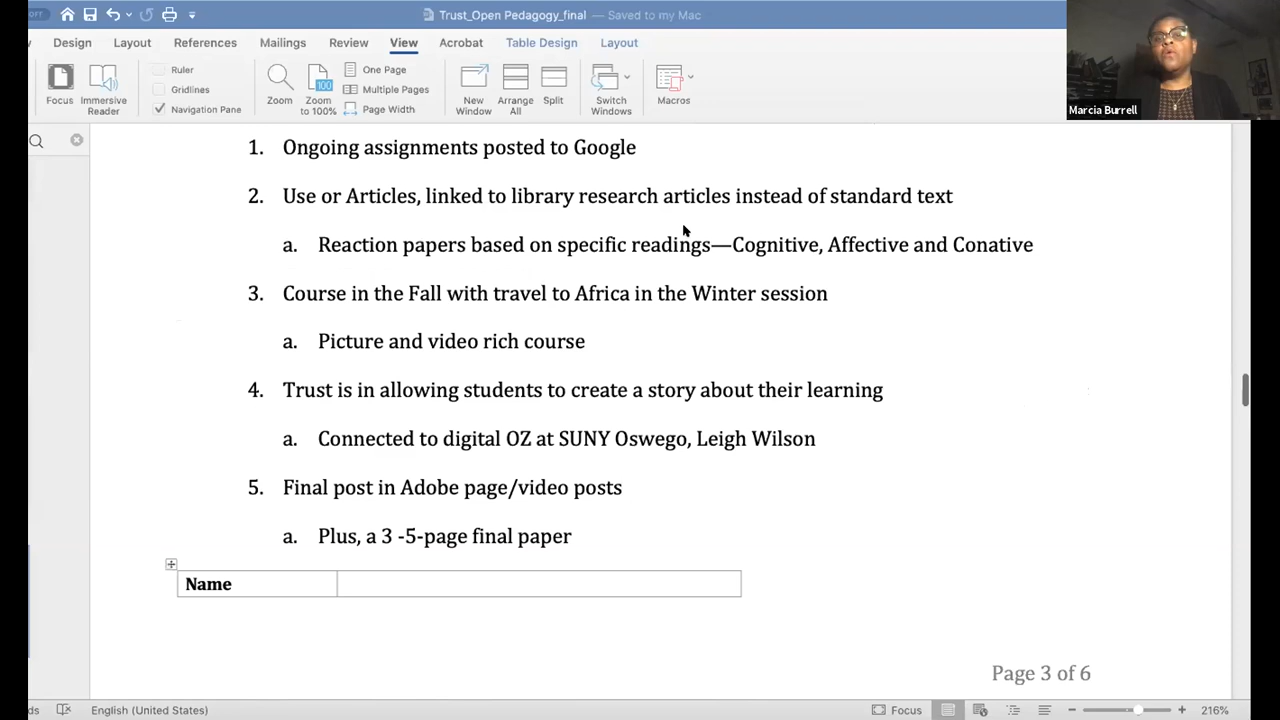 Trust_Open Pedagogy_final — Saved to my Mac
Design Layout References Mailings Review View Acrobat Table Design Layout
Focus
Immersive Reader
Ruler
Gridlines
Navigation Pane
Zoom
Zoom to 100%
One Page
Multiple Pages
Page Width
New Window
Arrange All
Split
Switch Windows
Macros
Marcia Burrell
1. Ongoing assignments posted to Google
2. Use or Articles, linked to library research articles instead of standard text
a. Reaction papers based on specific readings—Cognitive, Affective and Conative
3. Course in the Fall with travel to Africa in the Winter session
a. Picture and video rich course
4. Trust is in allowing students to create a story about their learning
a. Connected to digital OZ at SUNY Oswego, Leigh Wilson
5. Final post in Adobe page/video posts
a. Plus, a 3 -5-page final paper
Name
Page 3 of 6
English (United States) Focus 216%